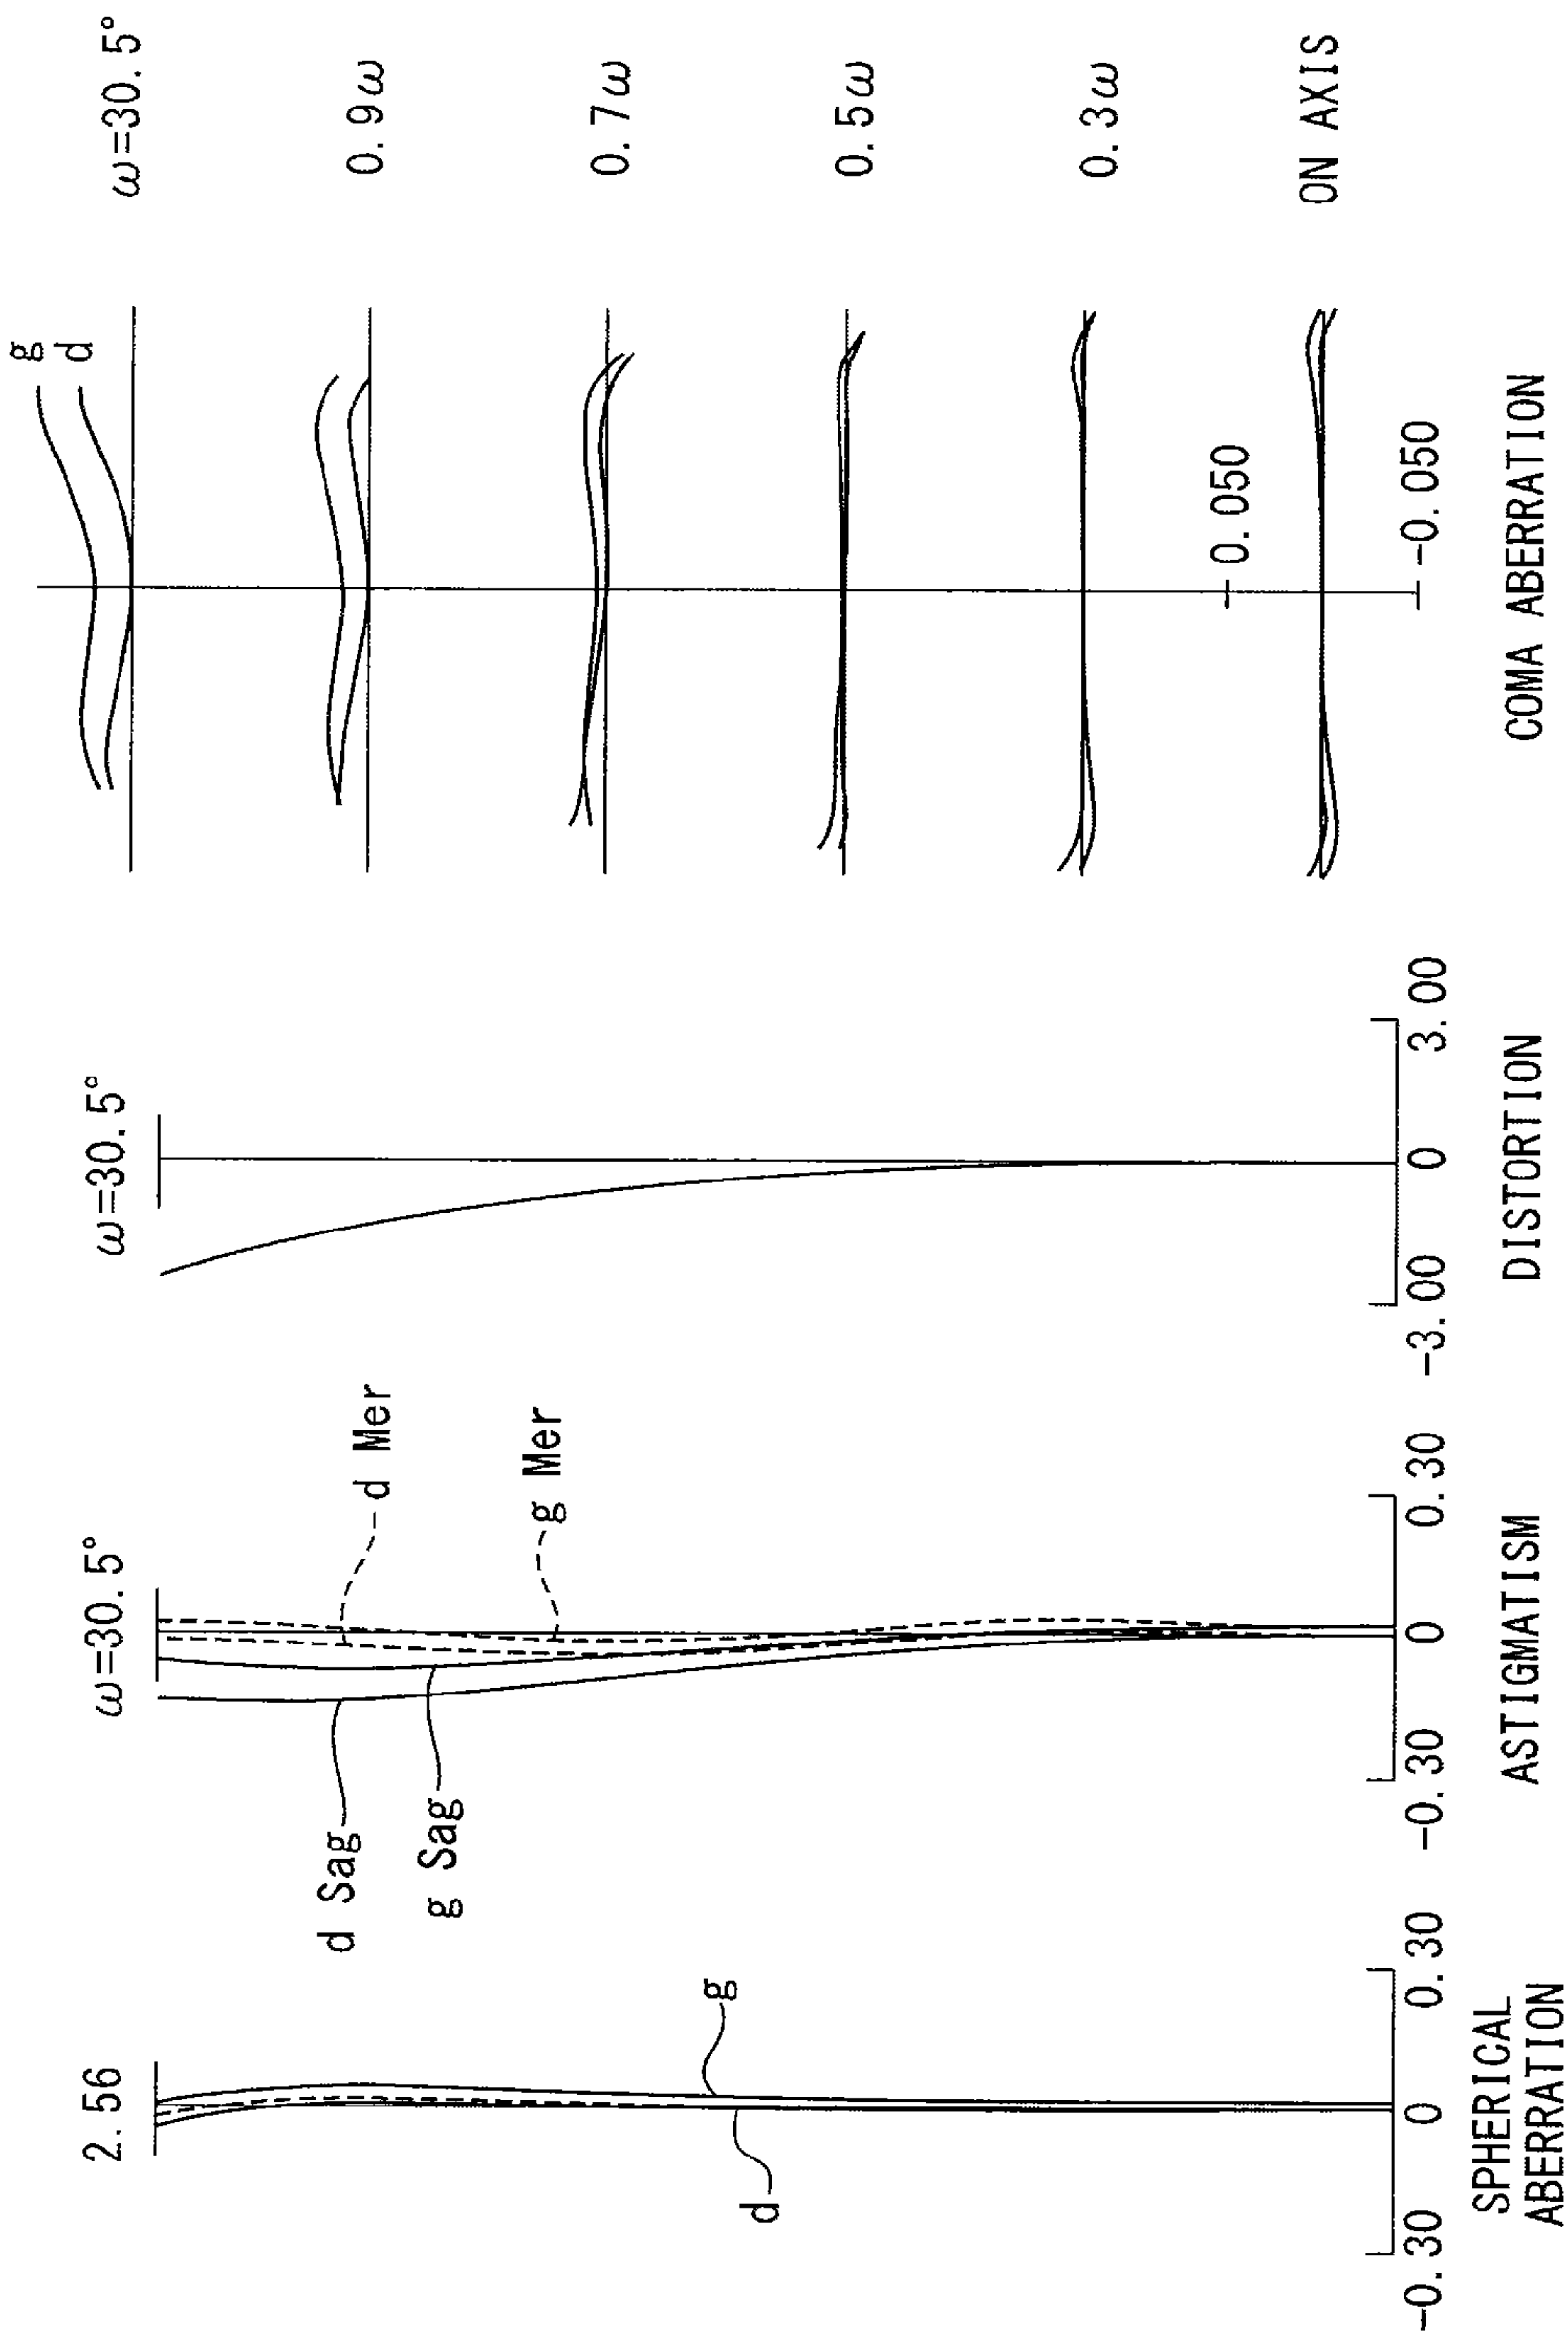 2. 56
g
d
-0. 30
0
0. 30
SPHERICAL
ABERRATION
ω=30. 5°
d Mer
g Mer
d Sag
g Sag
-0. 30
0
0. 30
ASTIGMATISM
ω=30. 5°
-3. 00
0
3. 00
DISTORTION
g
d
ω=30. 5°
0. 9ω
0. 7ω
0. 5ω
0. 3ω
0. 050
ON AXIS
-0. 050
COMA ABERRATION